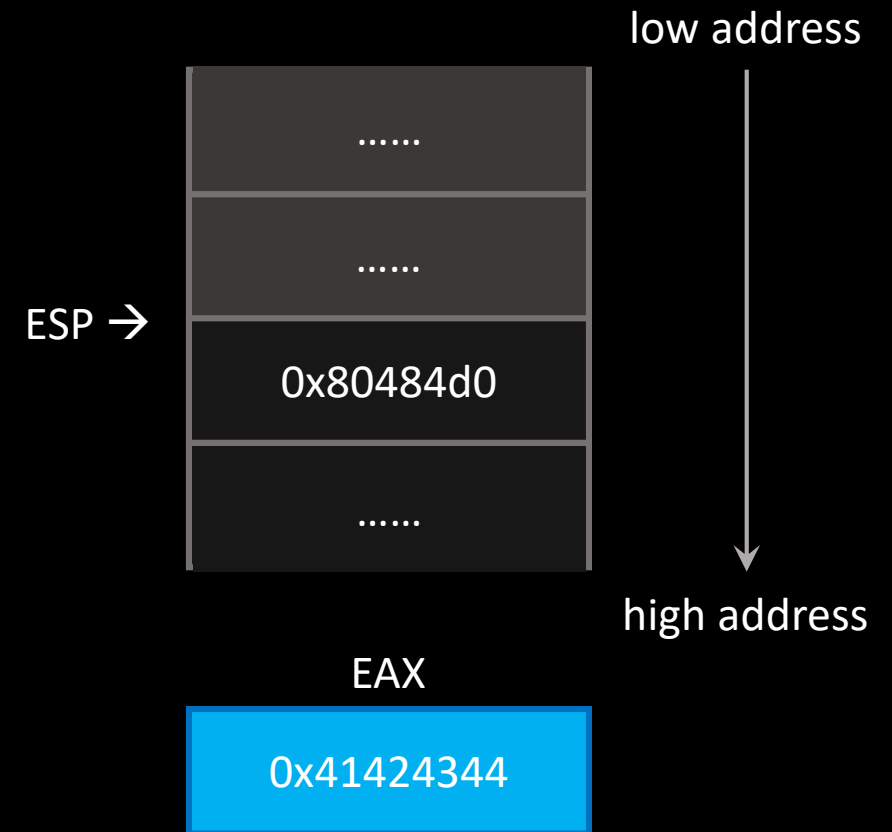 low address
......
......
ESP →
0x80484d0
......
high address
EAX
0x41424344